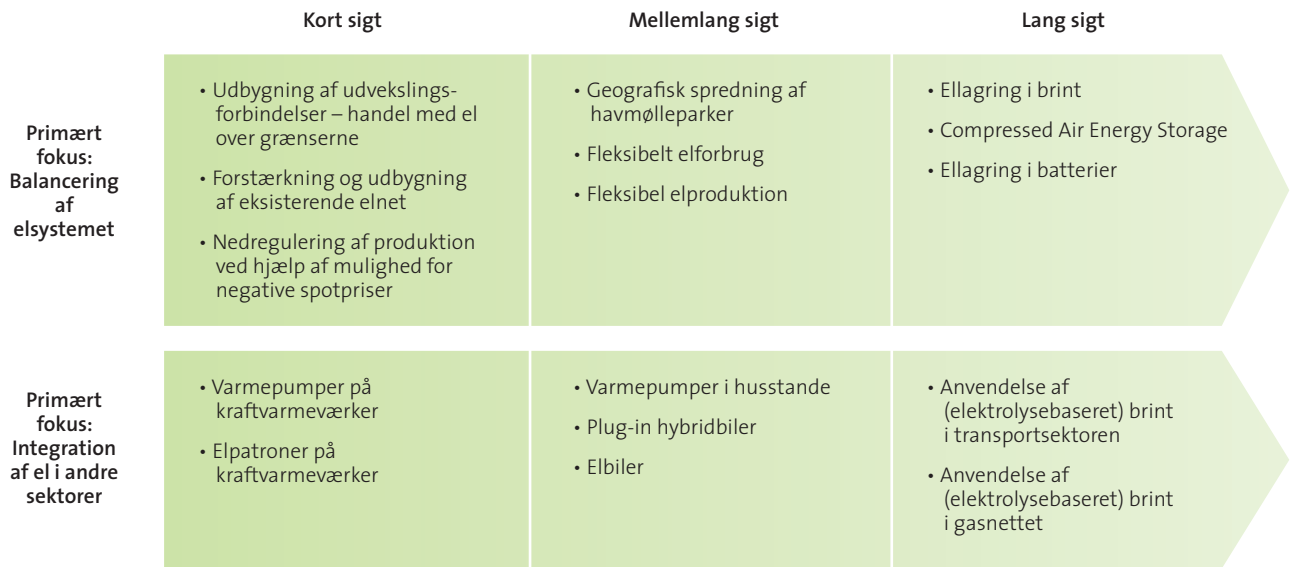 Kort sigt
Mellemlang sigt
Lang sigt
Primært
fokus:
Balancering
af
elsystemet
• Udbygning af udvekslings-
forbindelser – handel med el
over grænserne
• Forstærkning og udbygning
af eksisterende elnet
• Nedregulering af produktion
ved hjælp af mulighed for
negative spotpriser
• Geografisk spredning af
havmølleparker
• Fleksibelt elforbrug
• Fleksibel elproduktion
• Ellagring i brint
• Compressed Air Energy Storage
• Ellagring i batterier
Primært
fokus:
Integration
af el i andre
sektorer
• Varmepumper på
kraftvarmeværker
• Elpatroner på
kraftvarmeværker
• Varmepumper i husstande
• Plug-in hybridbiler
• Elbiler
• Anvendelse af
(elektrolysebaseret) brint
i transportsektoren
• Anvendelse af
(elektrolysebaseret) brint
i gasnettet